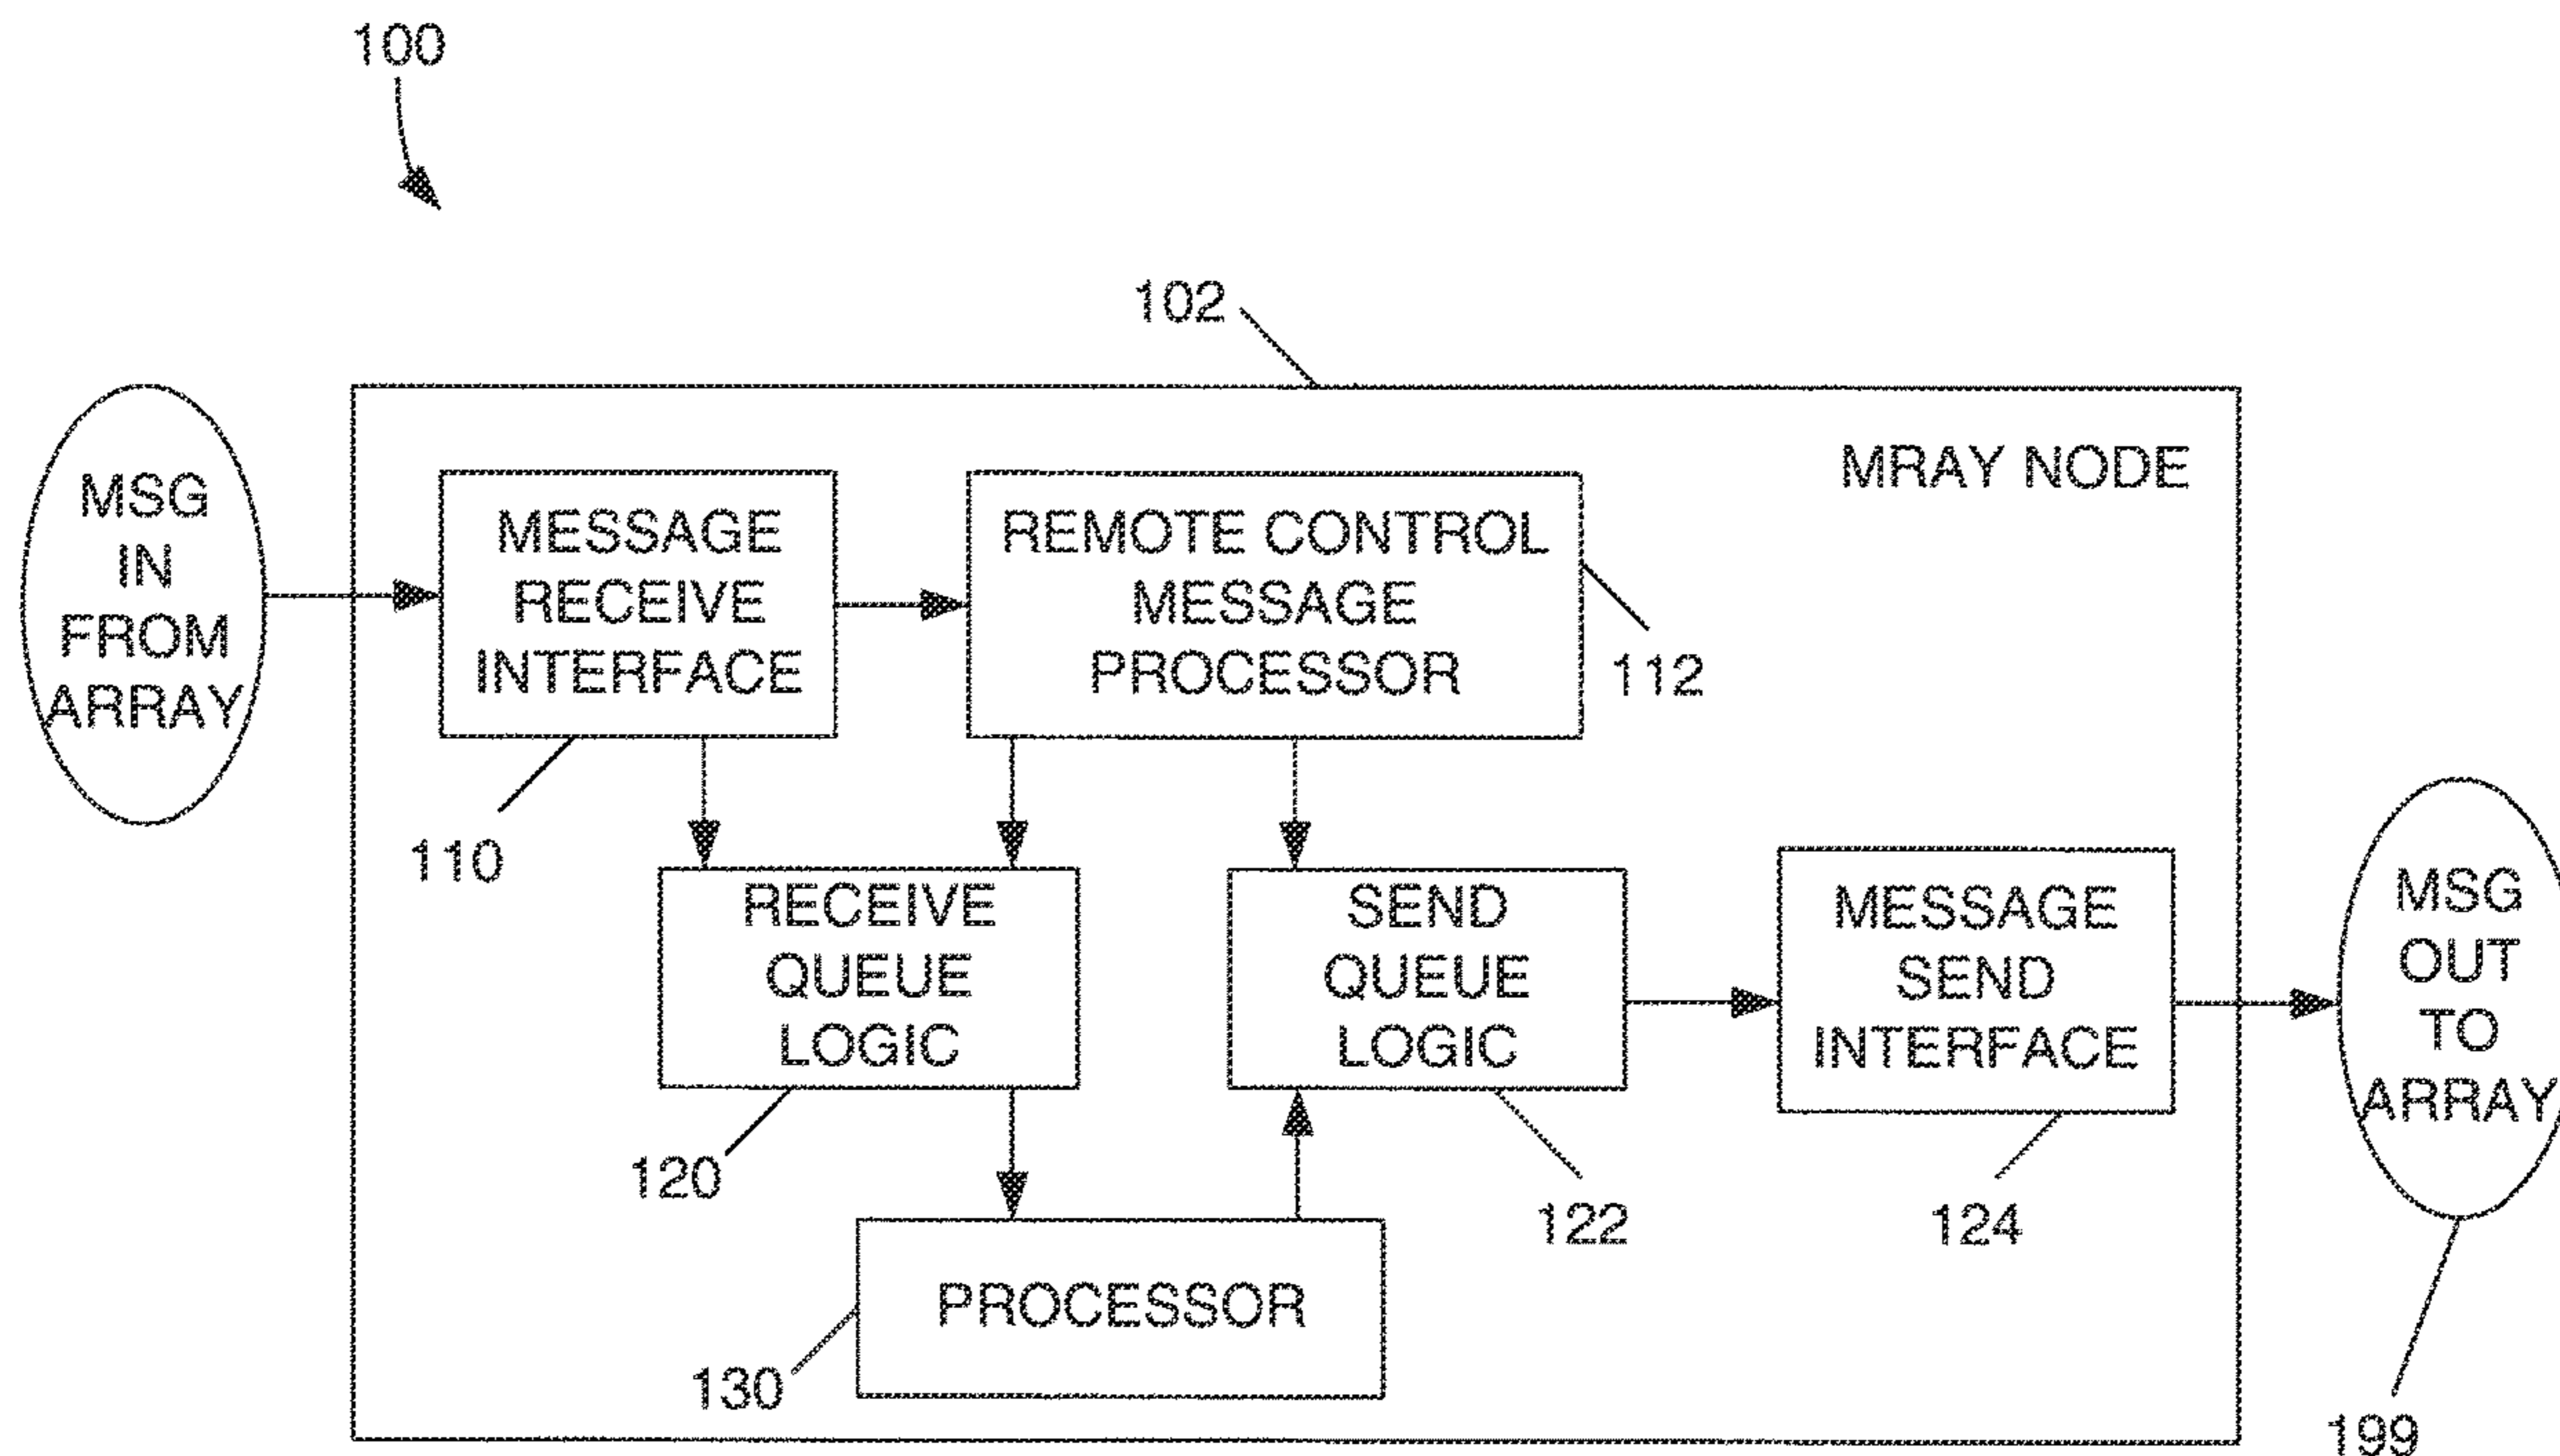 100
102
MRAY NODE
MSG
IN
FROM
ARRAY
MESSAGE
RECEIVE
INTERFACE
REMOTE CONTROL
MESSAGE
PROCESSOR
112
110
RECEIVE
QUEUE
LOGIC
SEND
QUEUE
LOGIC
MESSAGE
SEND
INTERFACE
MSG
OUT
TO
ARRAY
120
122
124
PROCESSOR
130
199